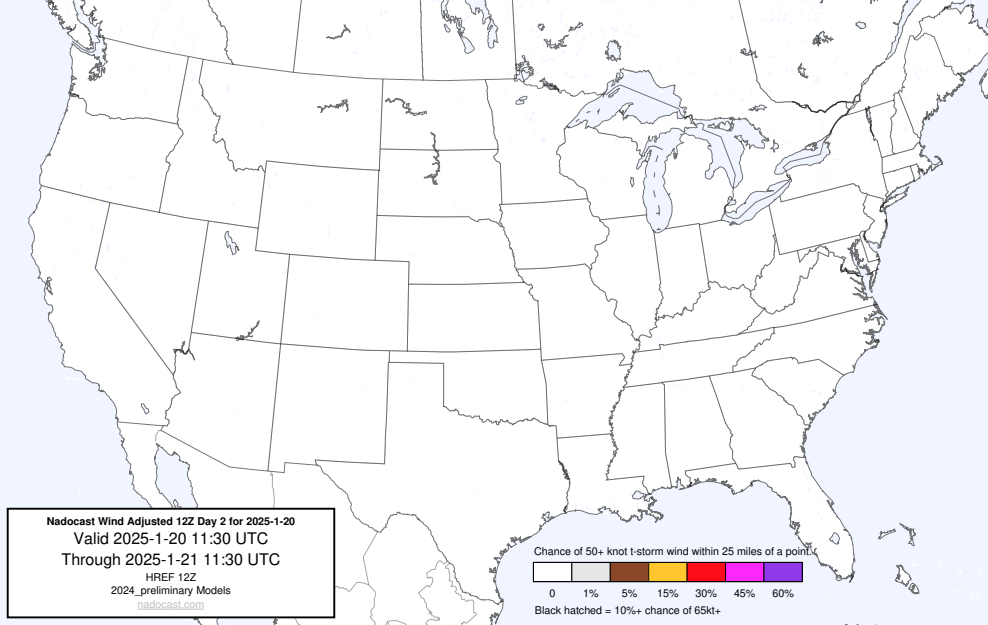 Nadocast Wind Adjusted 12Z Day 2 for 2025-1-20
Valid 2025-1-20 11:30 UTC
Through 2025-1-21 11:30 UTC
HREF 12Z
2024_preliminary Models
nadocast.com
Chance of 50+ knot t-storm wind within 25 miles of a point.
0 1% 5% 15% 30% 45% 60%
Black hatched = 10%+ chance of 65kt+